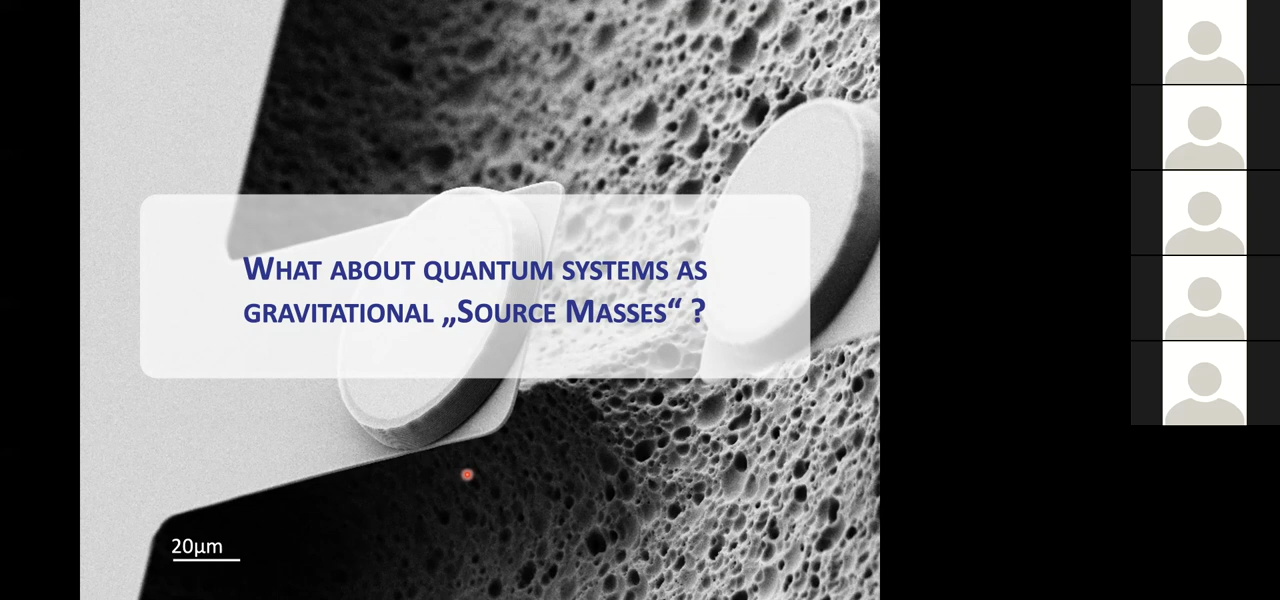 What about quantum systems as
gravitational „Source Masses“ ?
20µm